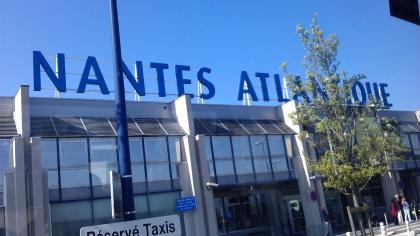 NANTES ATLANTIQUE
Réservé Taxis